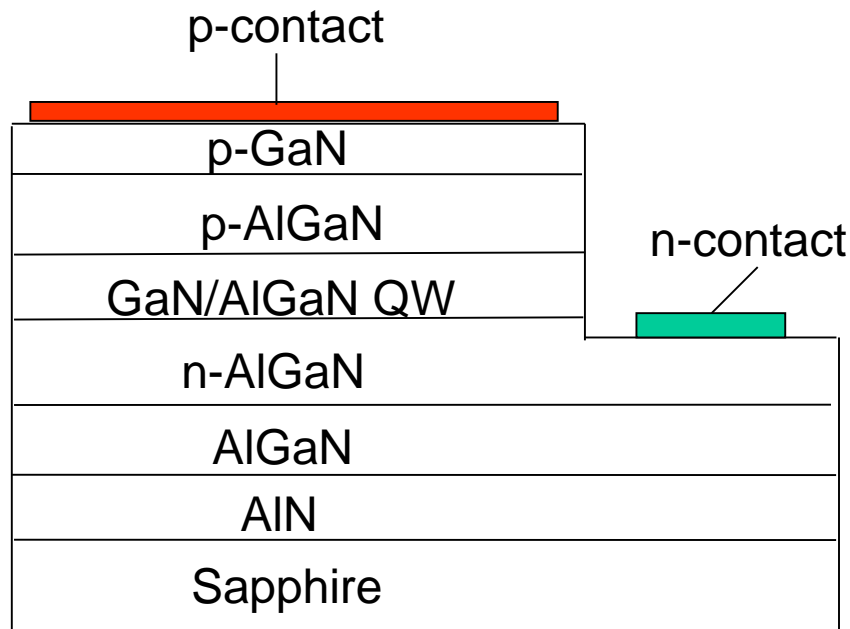 p-contact
p-GaN
p-AlGaN
n-contact
GaN/AlGaN QW
n-AlGaN
AlGaN
AlN
Sapphire